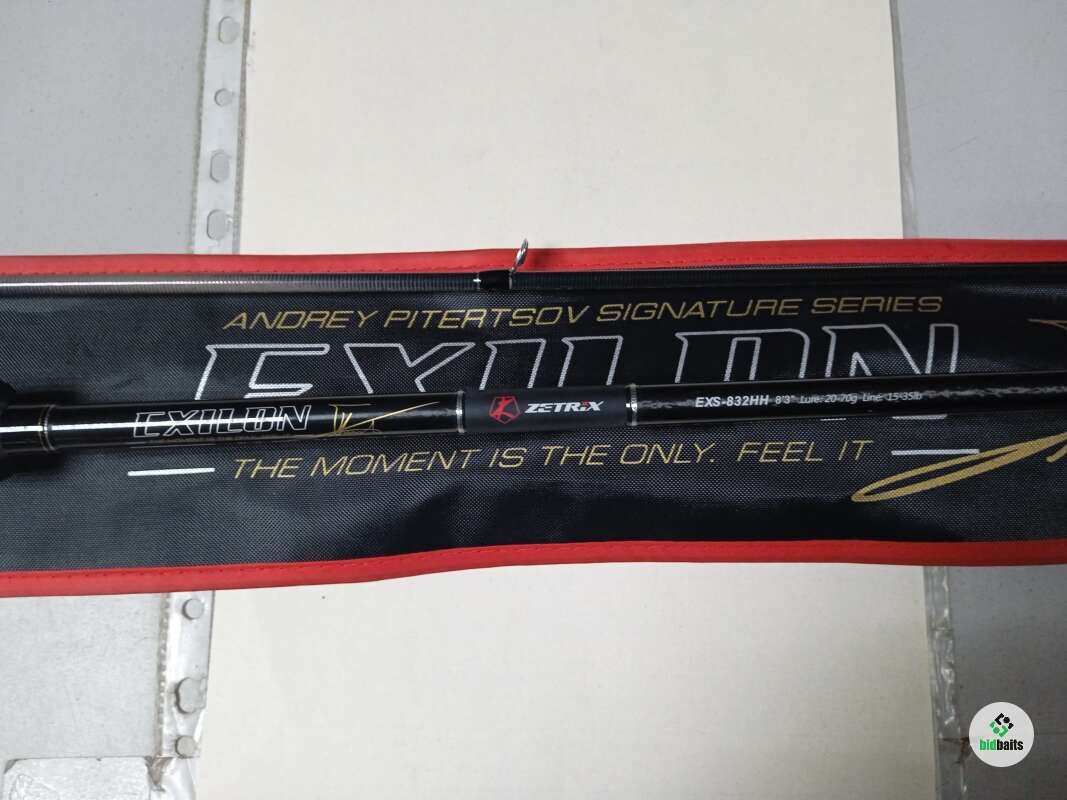 ANDREY PITERTSOV SIGNATURE SERIES
EXILON
EXILON
ZETRIX
EXS-832HH 8'3" Lure: 20-70g Line: 15-35lb
THE MOMENT IS THE ONLY. FEEL IT
bidbaits